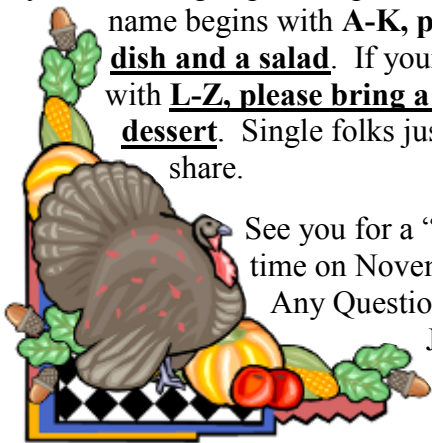 name begins with A-K, p
dish and a salad. If you
with L-Z, please bring a
dessert. Single folks jus
share.
See you for a “
time on Novem
Any Questio
J